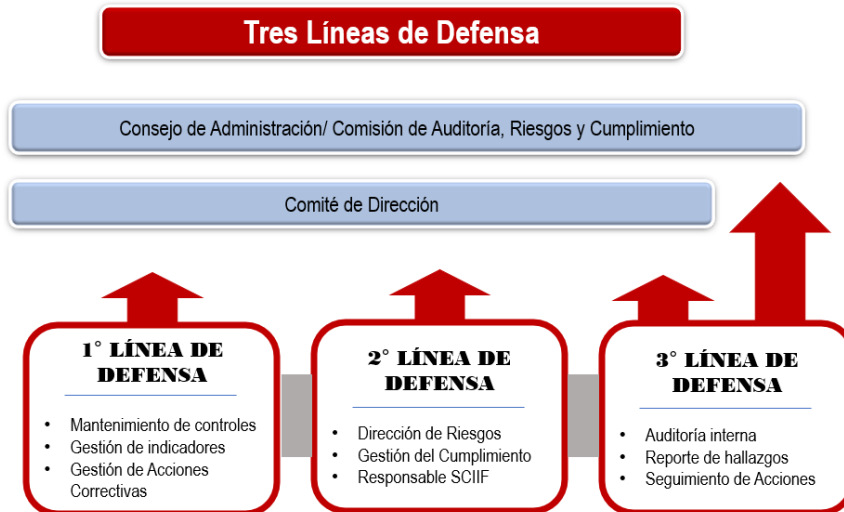 Tres Líneas de Defensa
Consejo de Administración/ Comisión de Auditoría, Riesgos y Cumplimiento
Comité de Dirección
1° LÍNEA DE
DEFENSA
• Mantenimiento de controles
• Gestión de indicadores
• Gestión de Acciones
Correctivas
2° LÍNEA DE
DEFENSA
• Dirección de Riesgos
• Gestión del Cumplimiento
• Responsable SCIIF
3° LÍNEA DE
DEFENSA
• Auditoría interna
• Reporte de hallazgos
• Seguimiento de Acciones